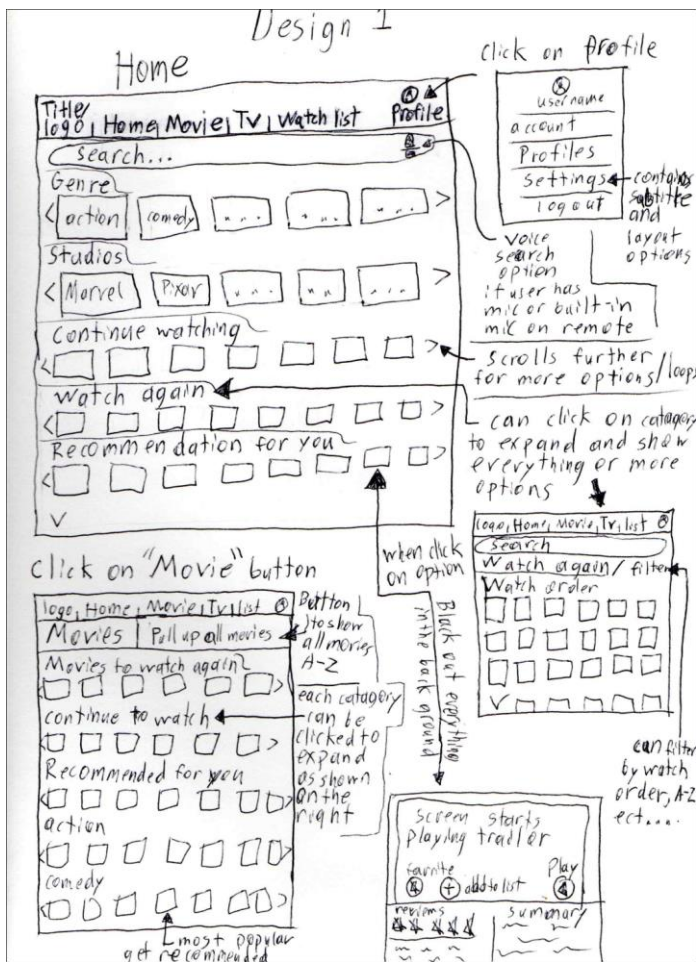 Design 1
Home
Title/
logo, Home, Movie, TV, Watch list
Profile
search...
Genre
< action comedy ... ... ... >
Studios
< Marvel Pixar ... ... ... >
Continue watching
< >
Watch again
< >
Recommendation for you
< >
click on profile
username
account
Profiles
Settings
logout
contains
subtitle
and
layout
options
voice
search
option
if user has
mic or built-in
mic on remote
scrolls further
for more options/loops
can click on catagory
to expand and show
everything or more
options
logo, Home, Movie, Tv, list
Search
Watch again/ filter
Watch order
can filter
by watch
order, A-Z
ect....
when click
on option
Black out everything
in the back ground
screen starts
playing trailor
favorite
+ add to list
Play
reviews
summary
click on "Movie" button
logo, Home, Movie, Tv, list
Movies | Pull up all movies
Button
to show
all movies
A-Z
Movies to watch again
< >
continue to watch
< >
each catagory
can be
clicked to
expand
as shown
on the
right
Recommended for you
< >
action
< >
comedy
< >
most popular
get recommended